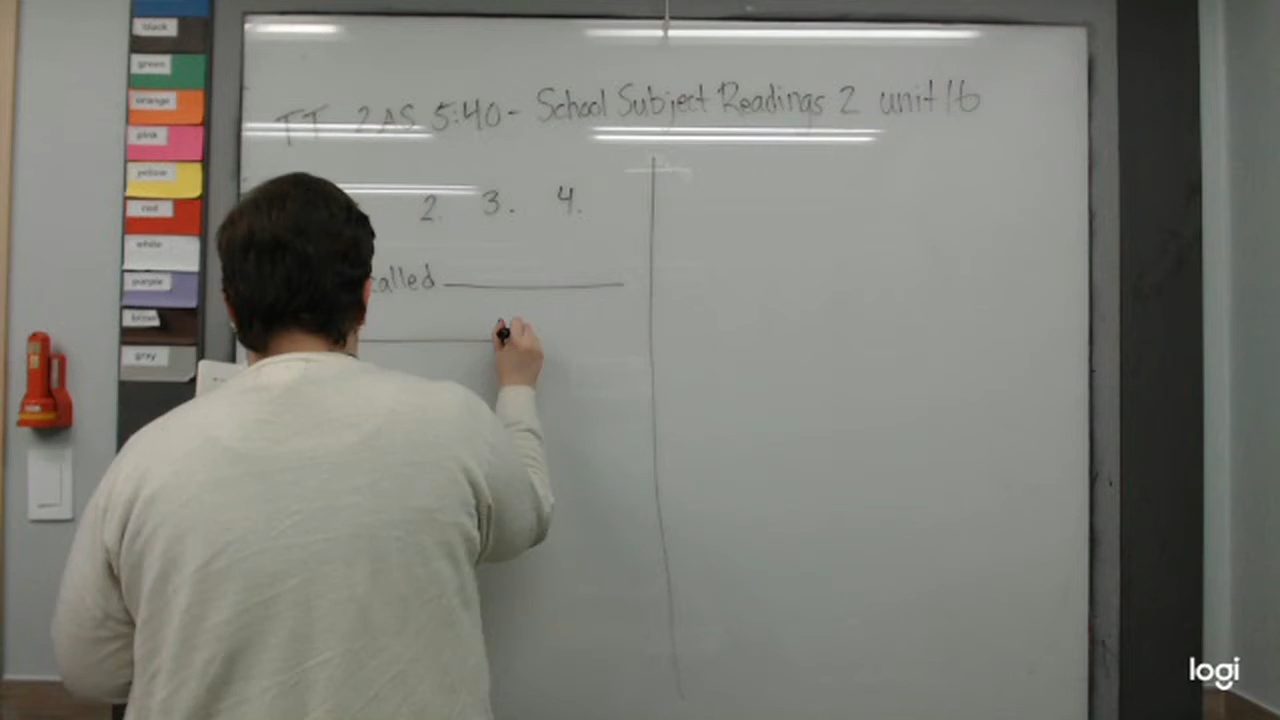 black
green
orange
pink
yellow
red
white
purple
brown
gray
TT 2AS 5:40- School Subject Readings 2 unit 16
2. 3. 4.
called
logi